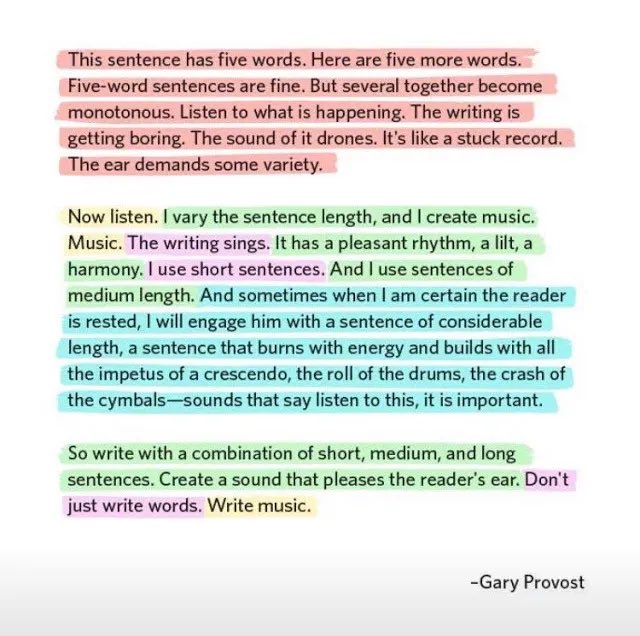 This sentence has five words. Here are five more words.
Five-word sentences are fine. But several together become
monotonous. Listen to what is happening. The writing is
getting boring. The sound of it drones. It's like a stuck record.
The ear demands some variety.
Now listen. I vary the sentence length, and I create music.
Music. The writing sings. It has a pleasant rhythm, a lilt, a
harmony. I use short sentences. And I use sentences of
medium length. And sometimes when I am certain the reader
is rested, I will engage him with a sentence of considerable
length, a sentence that burns with energy and builds with all
the impetus of a crescendo, the roll of the drums, the crash of
the cymbals—sounds that say listen to this, it is important.
So write with a combination of short, medium, and long
sentences. Create a sound that pleases the reader's ear. Don't
just write words. Write music.
–Gary Provost